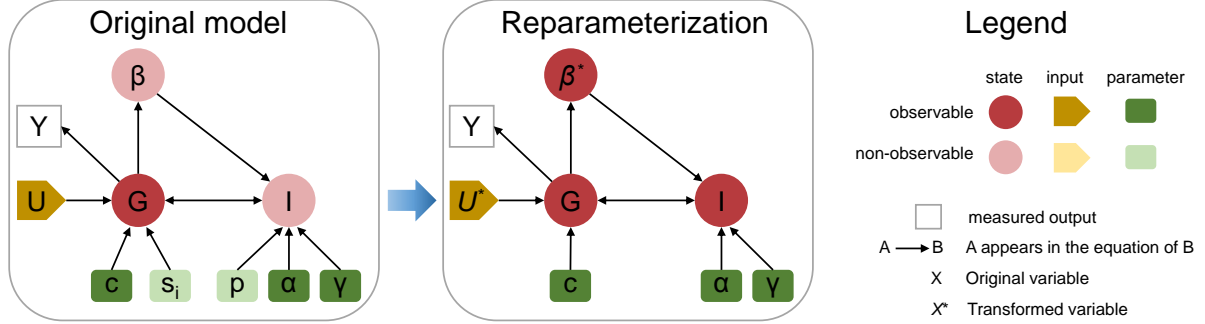 Original model
Reparameterization
Legend
β
Y
U
G
I
c
s_i
p
α
γ
β*
Y
U*
G
I
c
α
γ
state input parameter
observable
non-observable
measured output
A B A appears in the equation of B
X Original variable
X* Transformed variable